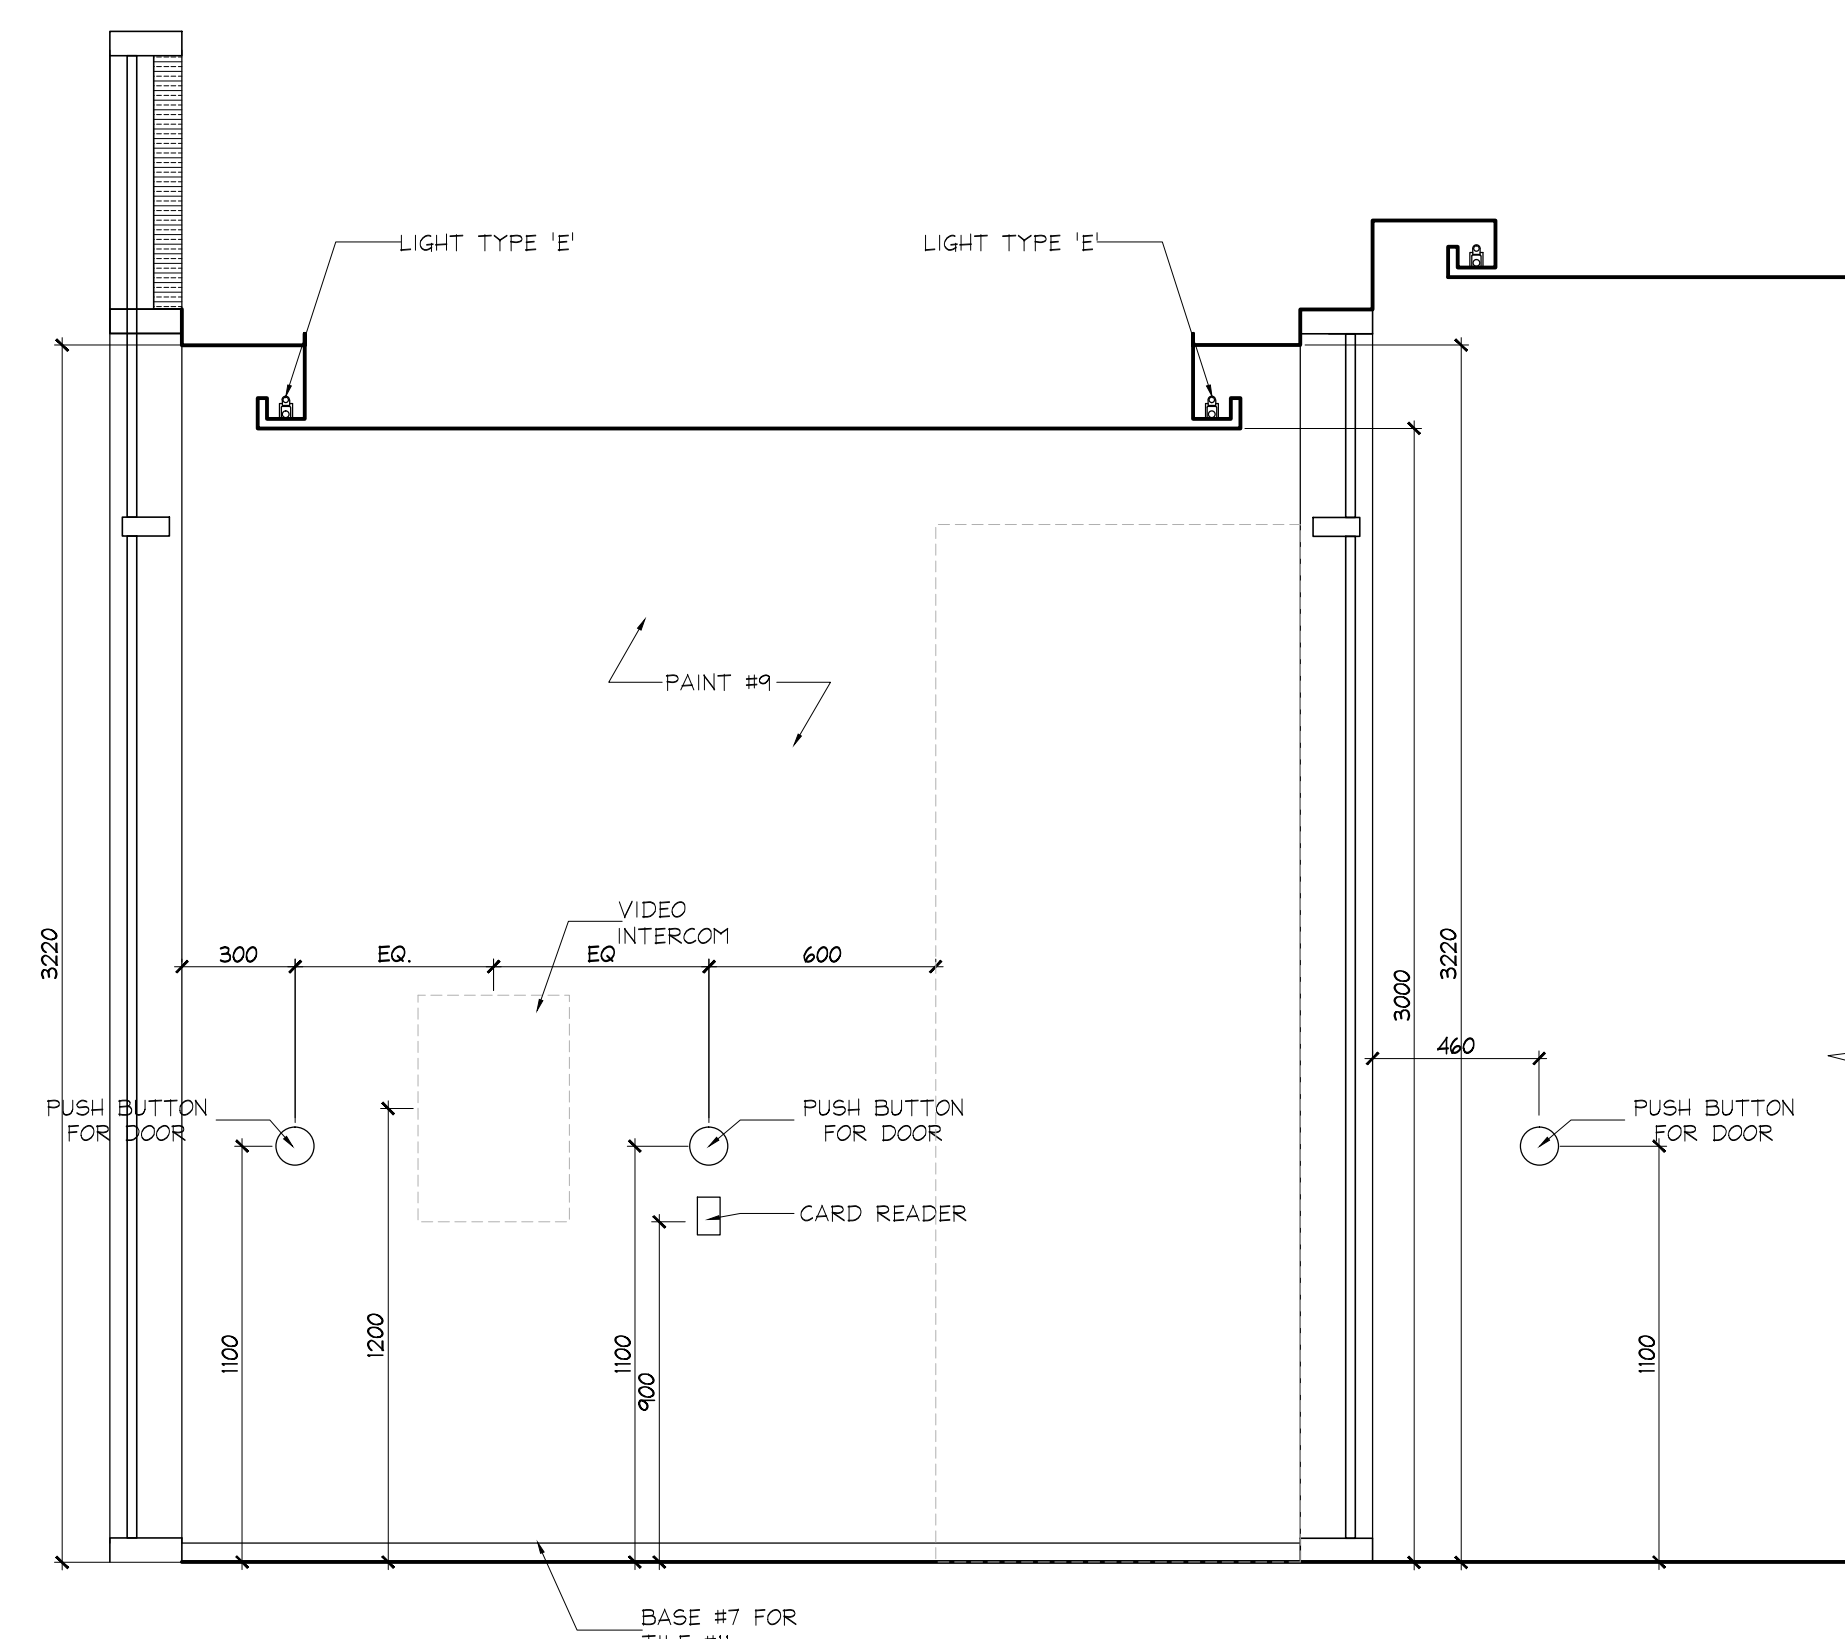 LIGHT TYPE 'E'
LIGHT TYPE 'E'
PAINT #9
VIDEO
INTERCOM
300
EQ.
EQ
600
3220
3000
3220
460
PUSH BUTTON
FOR DOOR
PUSH BUTTON
FOR DOOR
PUSH BUTTON
FOR DOOR
CARD READER
1100
1200
1100
900
1100
BASE #7 FOR
TILE #11